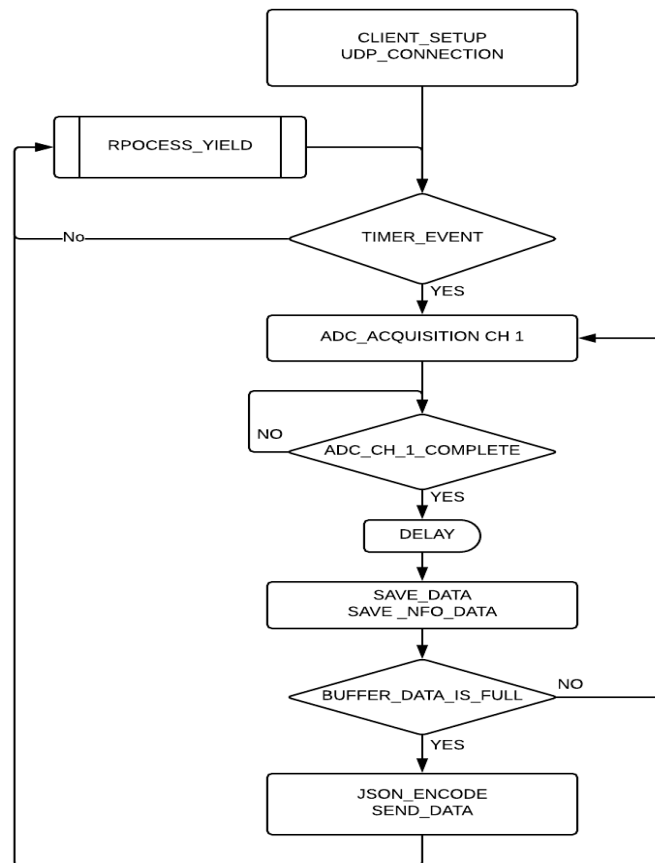 CLIENT_SETUP
UDP_CONNECTION
RPOCESS_YIELD
TIMER_EVENT
No
YES
ADC_ACQUISITION CH 1
NO
ADC_CH_1_COMPLETE
YES
DELAY
SAVE_DATA
SAVE _NFO_DATA
BUFFER_DATA_IS_FULL
NO
YES
JSON_ENCODE
SEND_DATA